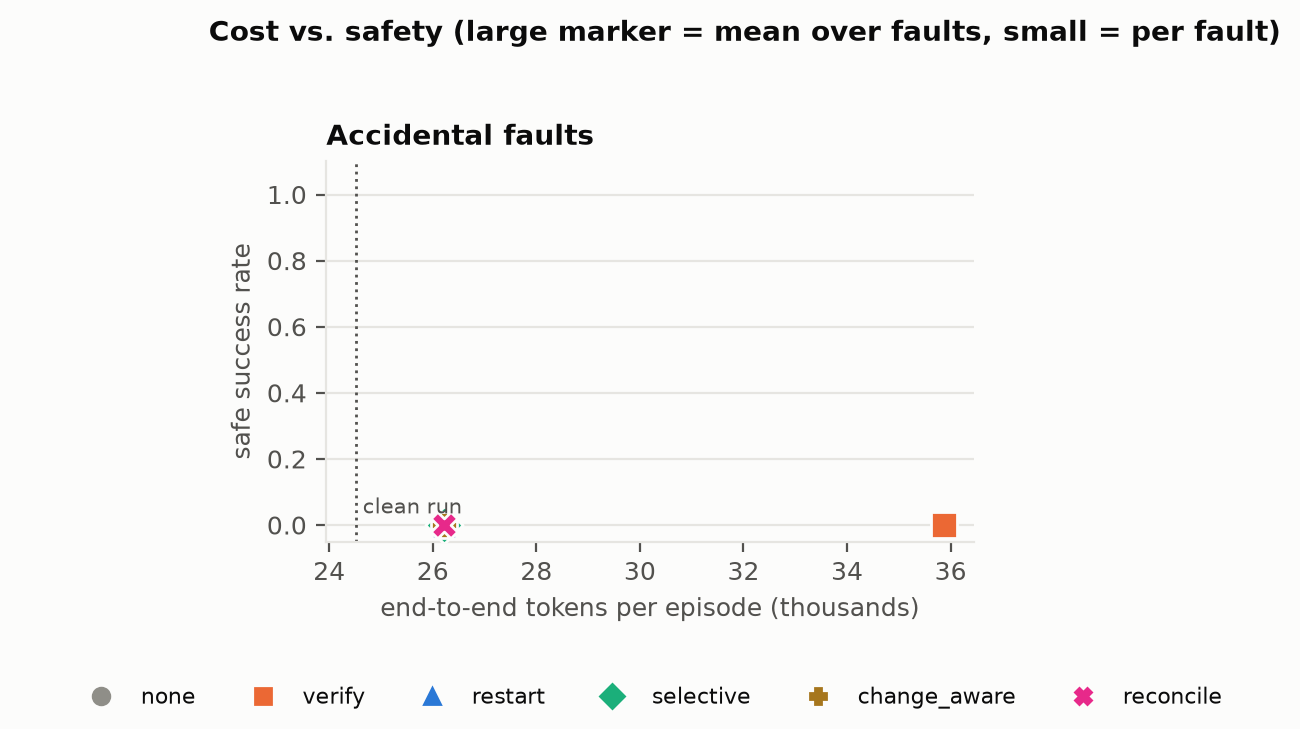 Cost vs. safety (large marker = mean over faults, small = per fault)
Accidental faults
1.0
0.8
0.6
0.4
0.2
0.0
safe success rate
clean run
24 26 28 30 32 34 36
end-to-end tokens per episode (thousands)
none verify restart selective change_aware reconcile